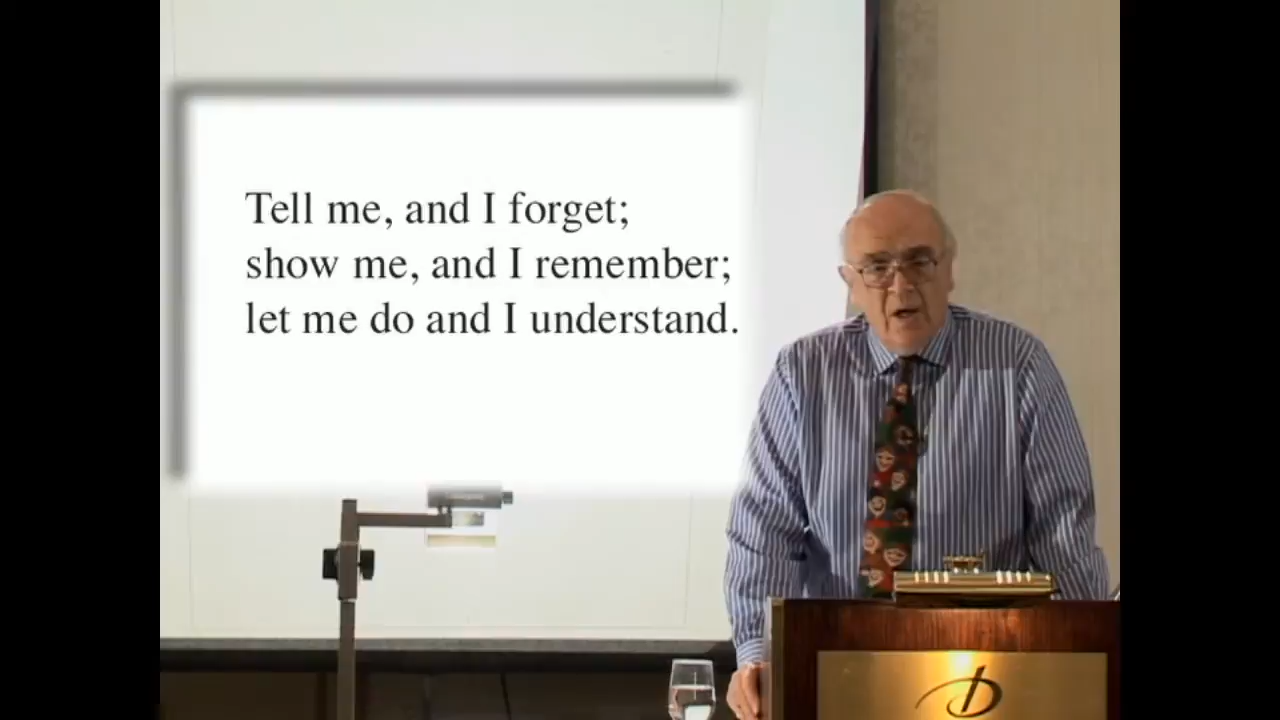 Tell me, and I forget;
show me, and I remember;
let me do and I understand.